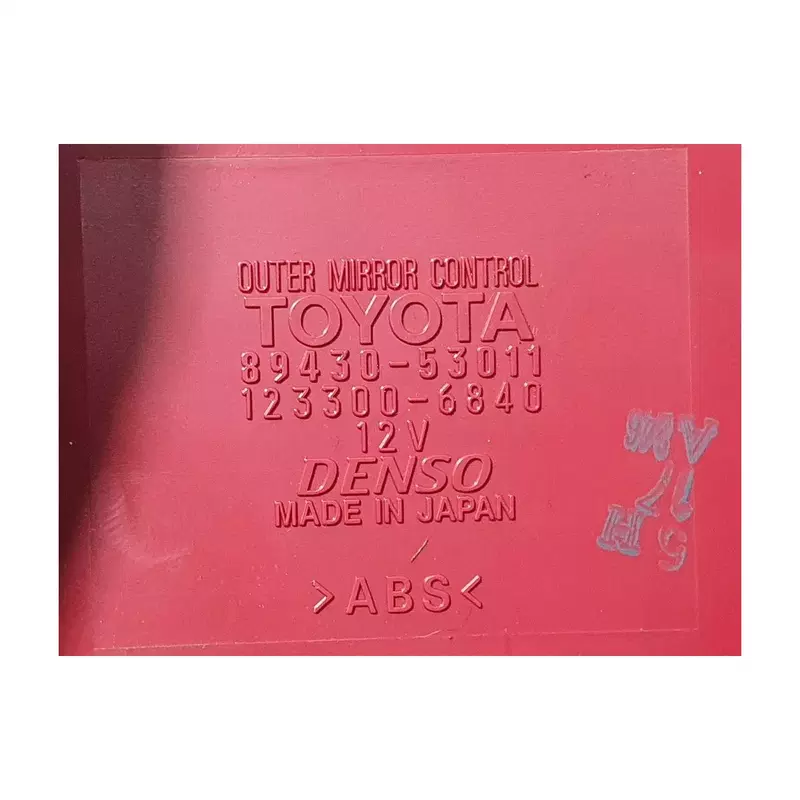 OUTER MIRROR CONTROL
TOYOTA
89430-53011
123300-6840
12V
DENSO
MADE IN JAPAN
>ABS<